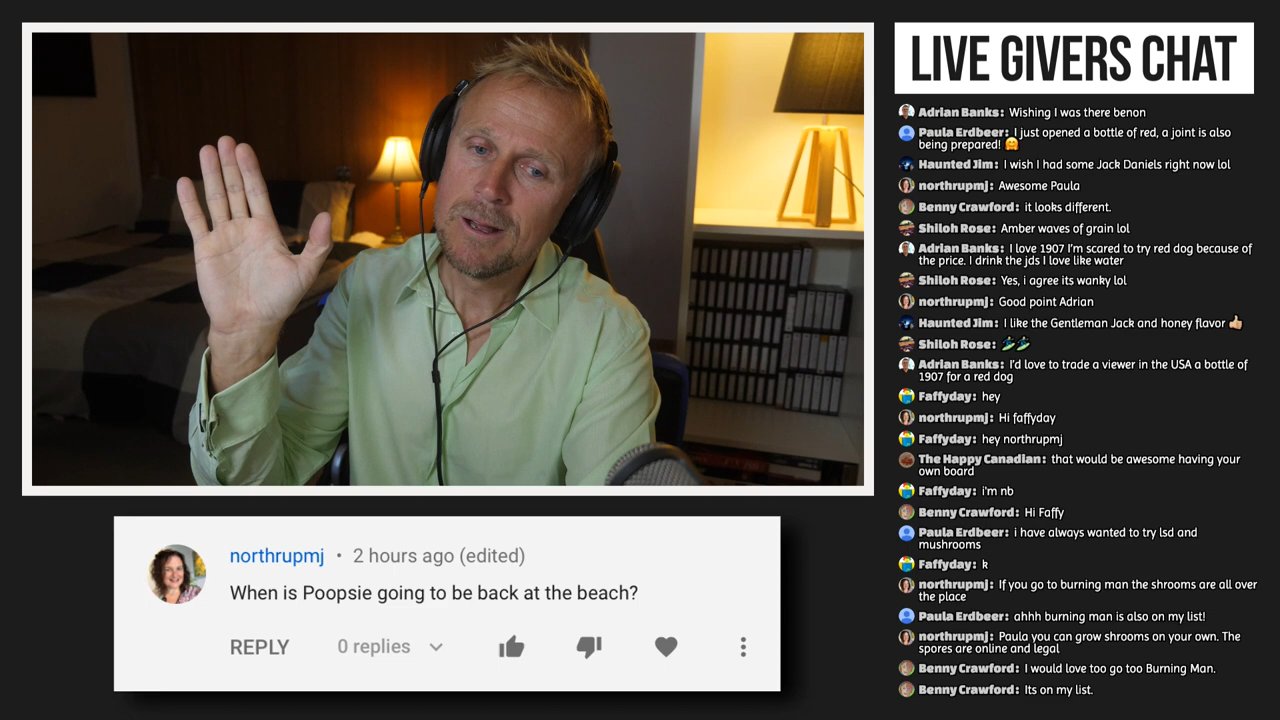 LIVE GIVERS CHAT
Adrian Banks: Wishing I was there benon
Paula Erdbeer: I just opened a bottle of red, a joint is also
being prepared! 🤗
Haunted Jim: I wish I had some Jack Daniels right now lol
northrupmj: Awesome Paula
Benny Crawford: it looks different.
Shiloh Rose: Amber waves of grain lol
Adrian Banks: I love 1907 I'm scared to try red dog because of
the price. I drink the jds I love like water
Shiloh Rose: Yes, i agree its wanky lol
northrupmj: Good point Adrian
Haunted Jim: I like the Gentleman Jack and honey flavor 👍🏼
Shiloh Rose:
Adrian Banks: I'd love to trade a viewer in the USA a bottle of
1907 for a red dog
Faffyday: hey
northrupmj: Hi faffyday
Faffyday: hey northrupmj
The Happy Canadian: that would be awesome having your
own board
Faffyday: i'm nb
Benny Crawford: Hi Faffy
Paula Erdbeer: i have always wanted to try lsd and
mushrooms
Faffyday: k
northrupmj: If you go to burning man the shrooms are all over
the place
Paula Erdbeer: ahhh burning man is also on my list!
northrupmj: Paula you can grow shrooms on your own. The
spores are online and legal
Benny Crawford: I would love too go too Burning Man.
Benny Crawford: Its on my list.
northrupmj • 2 hours ago (edited)
When is Poopsie going to be back at the beach?
REPLY 0 replies